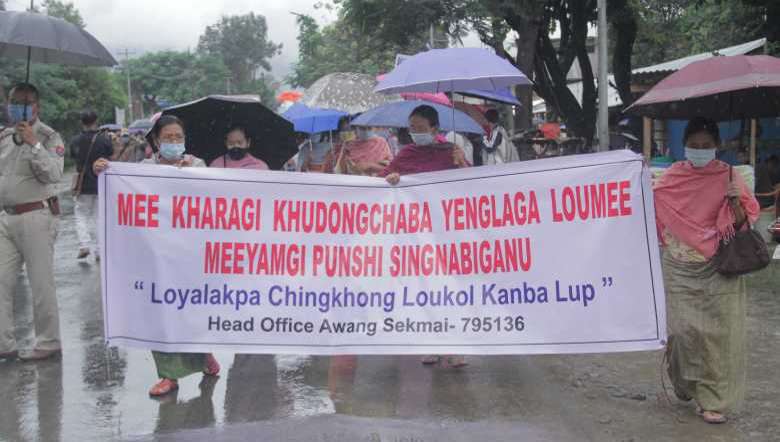 MEE KHARAGI KHUDONGCHABA YENGLAGA LOUMEE
MEEYAMGI PUNSHI SINGNABIGANU
“ Loyalakpa Chingkhong Loukol Kanba Lup ”
Head Office Awang Sekmai- 795136